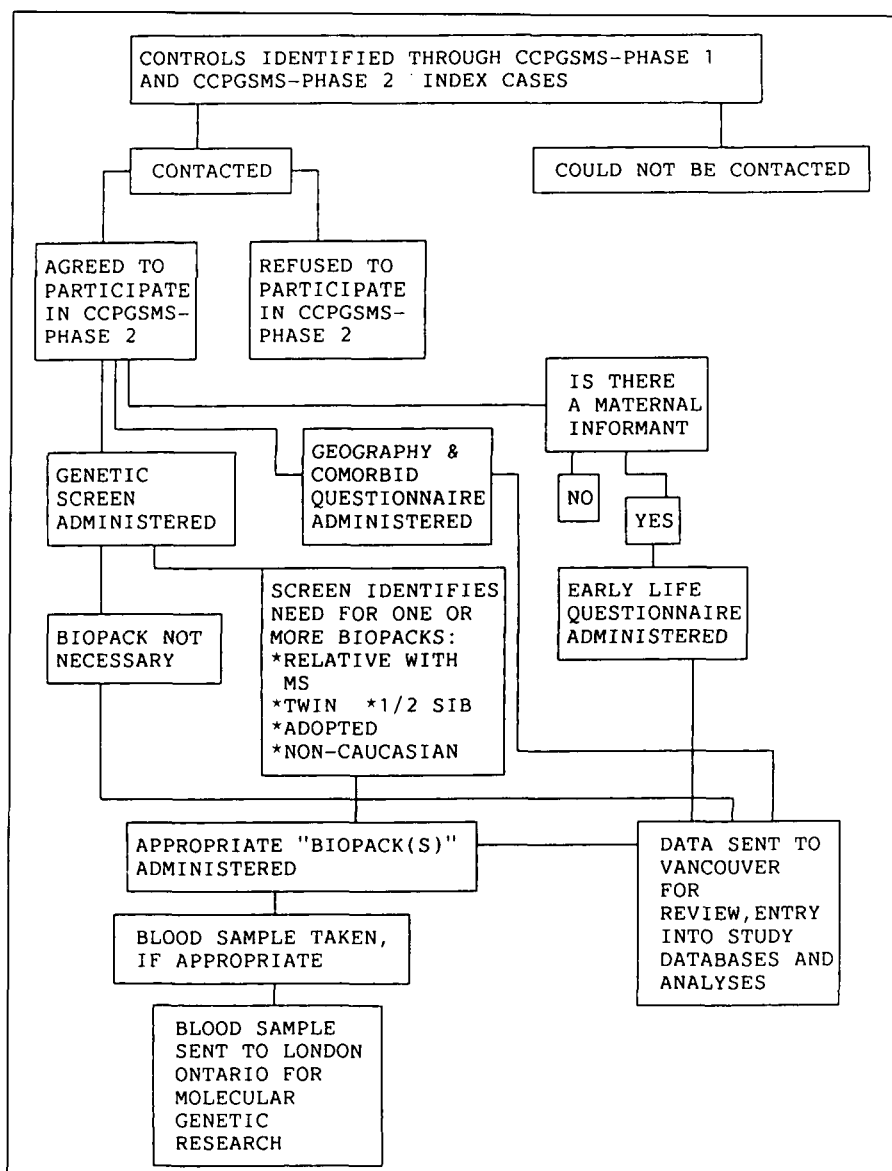 CONTROLS IDENTIFIED THROUGH CCPGSMS-PHASE 1
AND CCPGSMS-PHASE 2 INDEX CASES
CONTACTED
COULD NOT BE CONTACTED
AGREED TO
PARTICIPATE
IN CCPGSMS-
PHASE 2
REFUSED TO
PARTICIPATE
IN CCPGSMS-
PHASE 2
IS THERE
A MATERNAL
INFORMANT
GENETIC
SCREEN
ADMINISTERED
GEOGRAPHY &
COMORBID
QUESTIONNAIRE
ADMINISTERED
NO
YES
BIOPACK NOT
NECESSARY
SCREEN IDENTIFIES
NEED FOR ONE OR
MORE BIOPACKS:
*RELATIVE WITH
MS
*TWIN *1/2 SIB
*ADOPTED
*NON-CAUCASIAN
EARLY LIFE
QUESTIONNAIRE
ADMINISTERED
APPROPRIATE "BIOPACK(S)"
ADMINISTERED
DATA SENT TO
VANCOUVER
FOR
REVIEW,ENTRY
INTO STUDY
DATABASES AND
ANALYSES
BLOOD SAMPLE TAKEN,
IF APPROPRIATE
BLOOD SAMPLE
SENT TO LONDON
ONTARIO FOR
MOLECULAR
GENETIC
RESEARCH